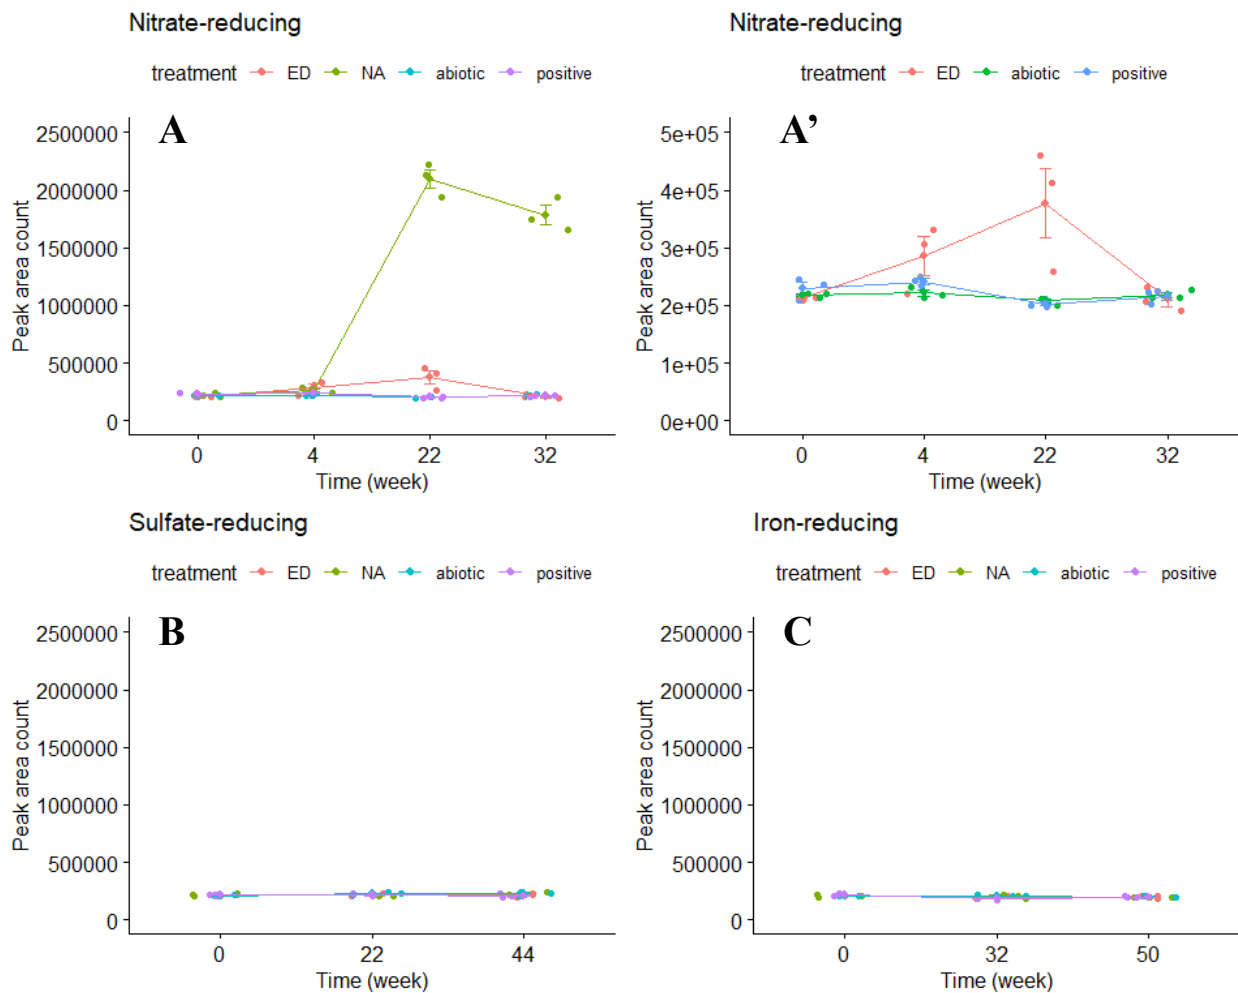 Nitrate-reducing
treatment ED NA abiotic positive
A
2500000
2000000
1500000
1000000
500000
0
Peak area count
0 4 22 32
Time (week)
Nitrate-reducing
treatment ED abiotic positive
A’
5e+05
4e+05
3e+05
2e+05
1e+05
0e+00
Peak area count
0 4 22 32
Time (week)
Sulfate-reducing
treatment ED NA abiotic positive
B
2500000
2000000
1500000
1000000
500000
0
Peak area count
0 22 44
Time (week)
Iron-reducing
treatment ED NA abiotic positive
C
2500000
2000000
1500000
1000000
500000
0
Peak area count
0 32 50
Time (week)